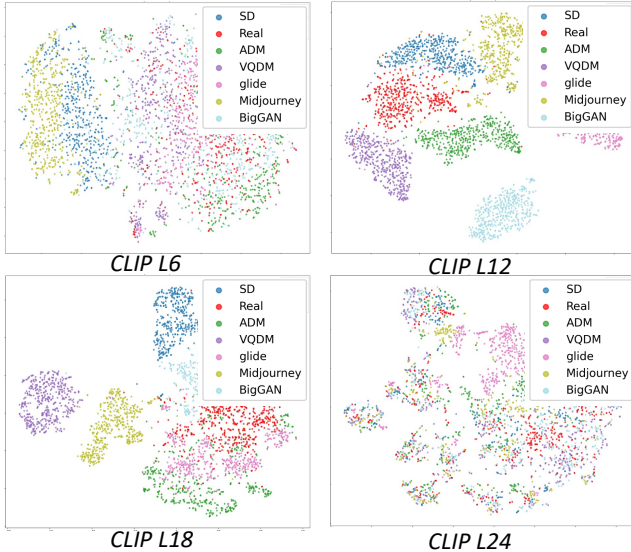 SD
Real
ADM
VQDM
glide
Midjourney
BigGAN
CLIP L6
SD
Real
ADM
VQDM
glide
Midjourney
BigGAN
CLIP L12
SD
Real
ADM
VQDM
glide
Midjourney
BigGAN
CLIP L18
SD
Real
ADM
VQDM
glide
Midjourney
BigGAN
CLIP L24